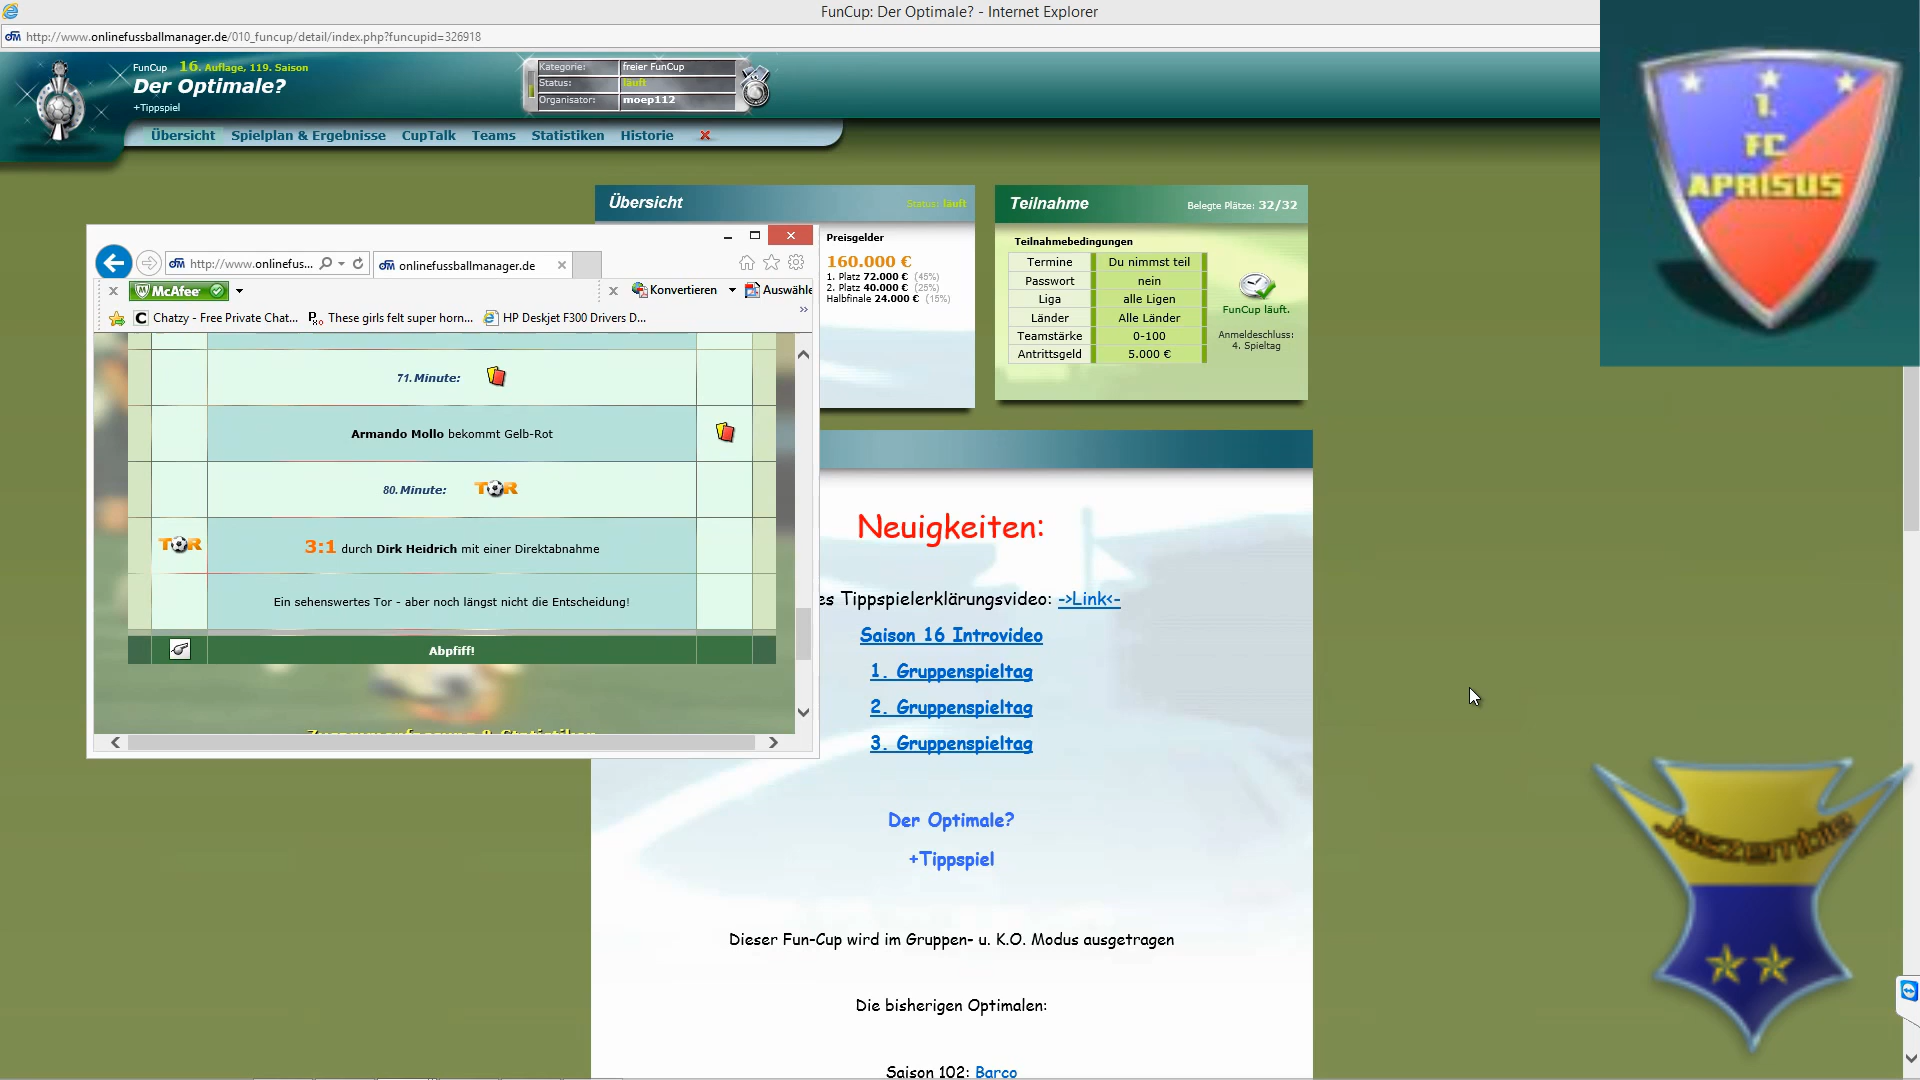 FunCup: Der Optimale? - Internet Explorer
http://www.onlinefussballmanager.de/010_funcup/detail/index.php?funcupid=326918
FunCup 16. Auflage, 119. Saison
Der Optimale?
+Tippspiel
Kategorie: freier FunCup
Status: läuft
Organisator: moep112
Übersicht Spielplan & Ergebnisse CupTalk Teams Statistiken Historie
Übersicht Status: läuft
Preisgelder
160.000 €
1. Platz 72.000 € (45%)
2. Platz 40.000 € (25%)
Halbfinale 24.000 € (15%)
Teilnahme Belegte Plätze: 32/32
Teilnahmebedingungen
Termine Du nimmst teil
Passwort nein
Liga alle Ligen
Länder Alle Länder
Teamstärke 0-100
Antrittsgeld 5.000 €
FunCup läuft.
Anmeldeschluss:
4. Spieltag
1.
FC
APRISUS
http://www.onlinefus... onlinefussballmanager.de
McAfee Konvertieren Auswähle
Chatzy - Free Private Chat... These girls felt super horn... HP Deskjet F300 Drivers D...
71.Minute:
Armando Mollo bekommt Gelb-Rot
80.Minute: TOR
TOR 3:1 durch Dirk Heidrich mit einer Direktabnahme
Ein sehenswertes Tor - aber noch längst nicht die Entscheidung!
Abpfiff!
Zusammenfassung & Statistiken
Neuigkeiten:
es Tippspielerklärungsvideo: ->Link<-
Saison 16 Introvideo
1. Gruppenspieltag
2. Gruppenspieltag
3. Gruppenspieltag
Der Optimale?
+Tippspiel
Dieser Fun-Cup wird im Gruppen- u. K.O. Modus ausgetragen
Die bisherigen Optimalen:
Saison 102: Barco
Jaszembie